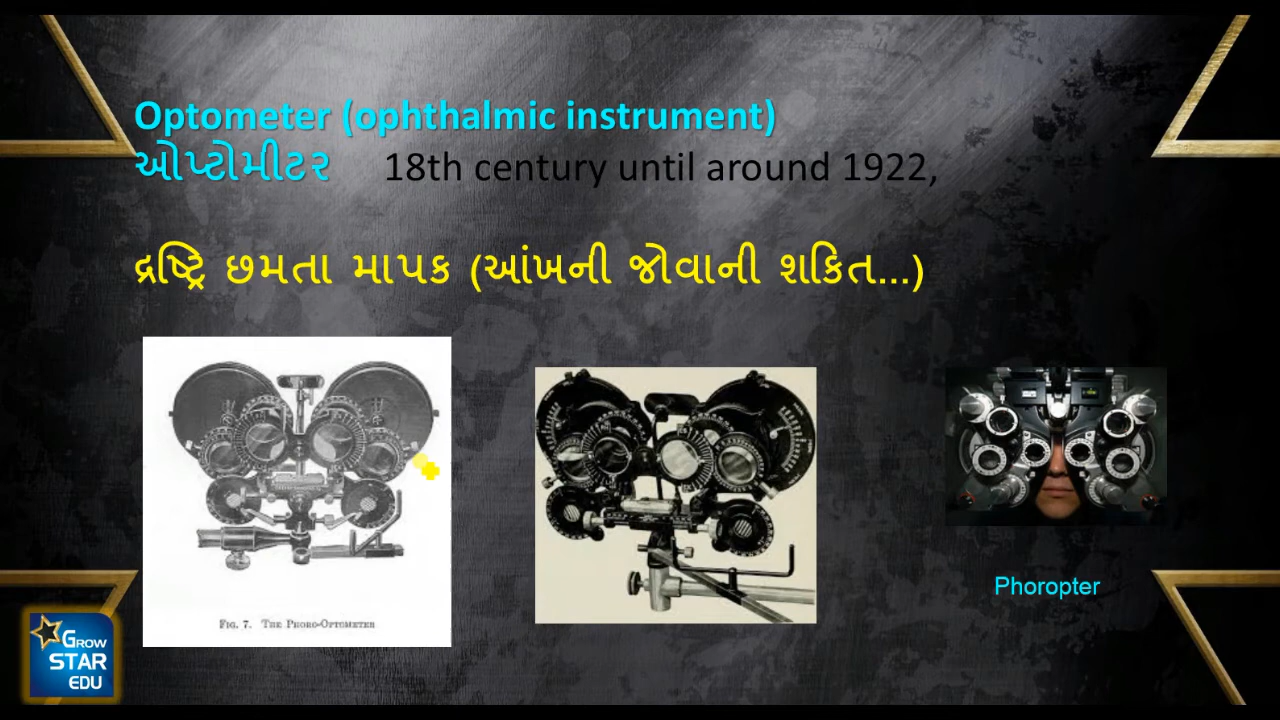 Optometer (ophthalmic instrument)
ઓપ્ટોમીટર 18th century until around 1922,
દ્રષ્ટ્રિ છમતા માપક (આંખની જોવાની શકિત...)
FIG. 7. THE PHORO-OPTOMETER
Phoropter
GROW
STAR
EDU